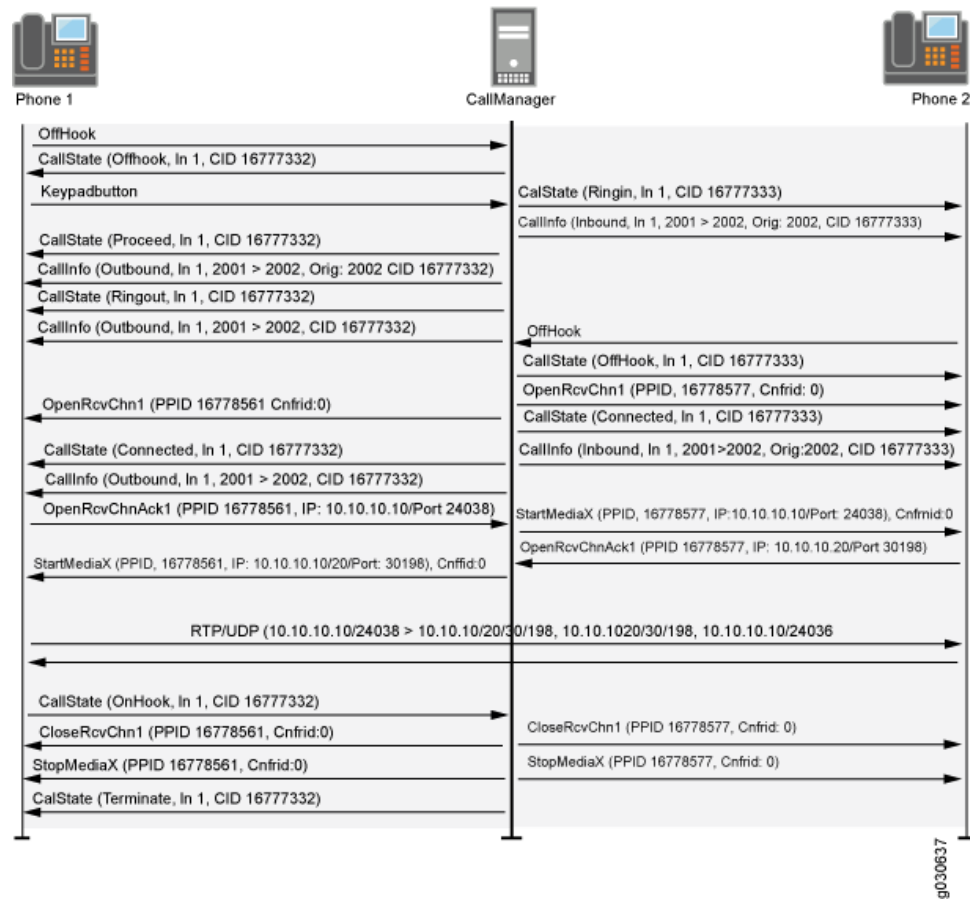 Phone 1
CallManager
Phone 2
OffHook
CallState (Offhook, In 1, CID 16777332)
Keypadbutton
CalState (Ringin, In 1, CID 16777333)
CallInfo (Inbound, In 1, 2001 > 2002, Orig: 2002, CID 16777333)
CallState (Proceed, In 1, CID 16777332)
CallInfo (Outbound, In 1, 2001 > 2002, Orig: 2002 CID 16777332)
CallState (Ringout, In 1, CID 16777332)
CallInfo (Outbound, In 1, 2001 > 2002, CID 16777332)
OffHook
CallState (OffHook, In 1, CID 16777333)
OpenRcvChn1 (PPID, 16778577, Cnfrid: 0)
OpenRcvChn1 (PPID 16778561 Cnfrid:0)
CallState (Connected, In 1, CID 16777333)
CallState (Connected, In 1, CID 16777332)
CallInfo (Inbound, In 1, 2001>2002, Orig:2002, CID 16777333)
CallInfo (Outbound, In 1, 2001 > 2002, CID 16777332)
OpenRcvChnAck1 (PPID 16778561, IP: 10.10.10.10/Port 24038)
StartMediaX (PPID, 16778577, IP:10.10.10.10/Port: 24038), Cnfrnid:0
OpenRcvChnAck1 (PPID 16778577, IP: 10.10.10.20/Port 30198)
StartMediaX (PPID, 16778561, IP: 10.10.10.10/20/Port: 30198), Cnffid:0
RTP/UDP (10.10.10.10/24038 > 10.10.10/20/30/198, 10.10.1020/30/198, 10.10.10.10/24036
CallState (OnHook, In 1, CID 16777332)
CloseRcvChn1 (PPID 16778561, Cnfrid:0)
CloseRcvChn1 (PPID 16778577, Cnfrid: 0)
StopMediaX (PPID 16778561, Cnfrid:0)
StopMediaX (PPID 16778577, Cnfrid: 0)
CalState (Terminate, In 1, CID 16777332)
g030637